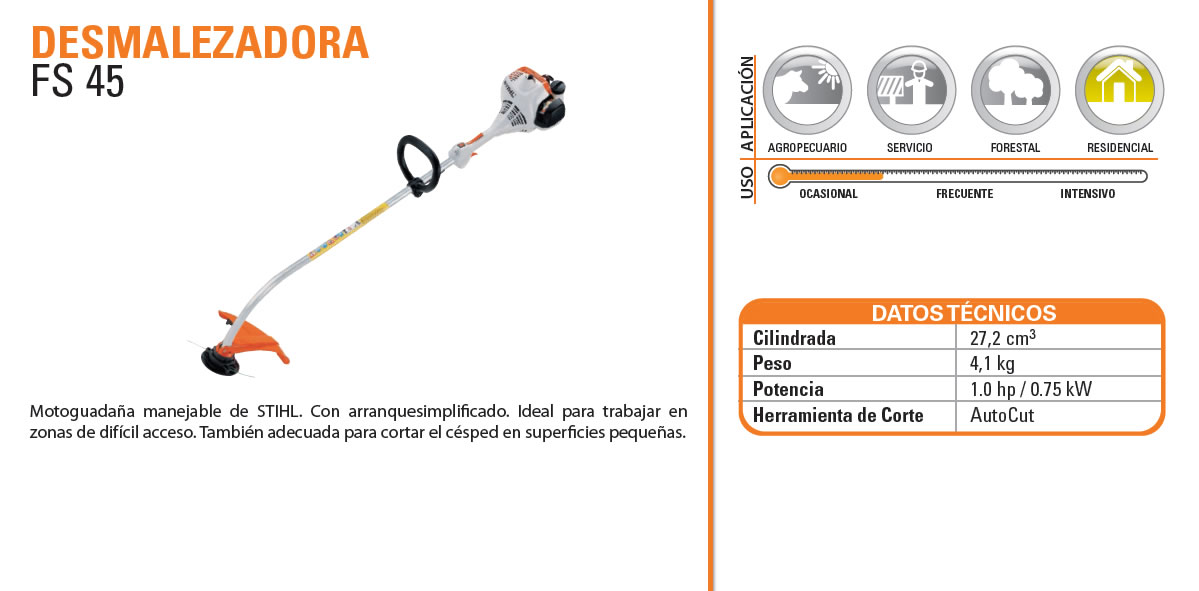 DESMALEZADORA
FS 45
STIHL
Motoguadaña manejable de STIHL. Con arranquesimplificado. Ideal para trabajar en
zonas de difícil acceso. También adecuada para cortar el césped en superficies pequeñas.
APLICACIÓN
AGROPECUARIO SERVICIO FORESTAL RESIDENCIAL
USO
OCASIONAL FRECUENTE INTENSIVO
DATOS TÉCNICOS
Cilindrada 27,2 cm³
Peso 4,1 kg
Potencia 1.0 hp / 0.75 kW
Herramienta de Corte AutoCut